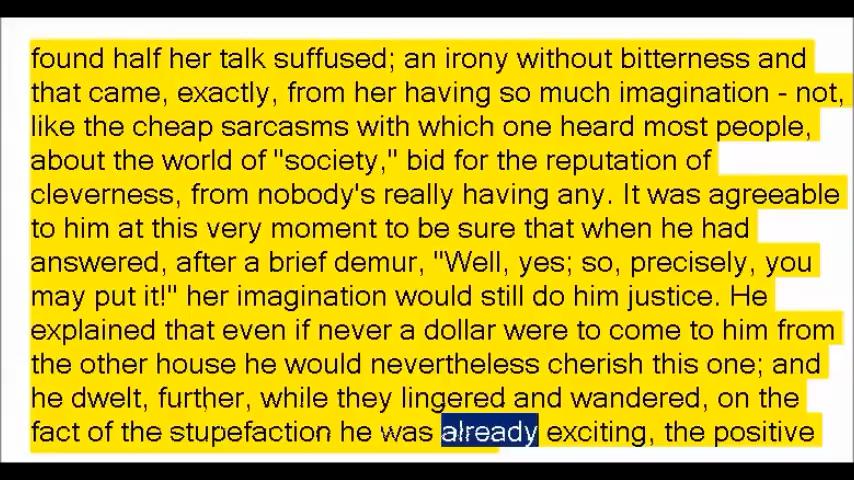 found half her talk suffused; an irony without bitterness and
that came, exactly, from her having so much imagination - not,
like the cheap sarcasms with which one heard most people,
about the world of "society," bid for the reputation of
cleverness, from nobody's really having any. It was agreeable
to him at this very moment to be sure that when he had
answered, after a brief demur, "Well, yes; so, precisely, you
may put it!" her imagination would still do him justice. He
explained that even if never a dollar were to come to him from
the other house he would nevertheless cherish this one; and
he dwelt, further, while they lingered and wandered, on the
fact of the stupefaction he was already exciting, the positive